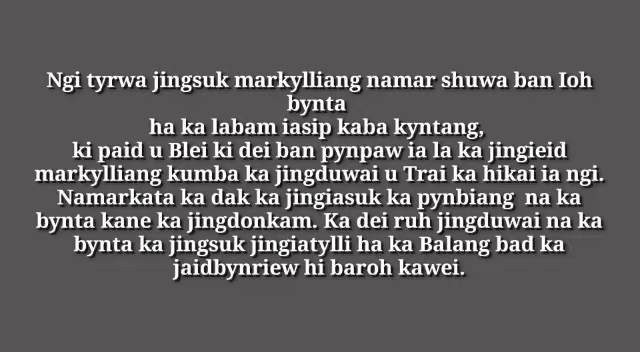 Ngi tyrwa jingsuk markylliang namar shuwa ban Ioh
bynta
ha ka labam iasip kaba kyntang,
ki paid u Blei ki dei ban pynpaw ia la ka jingieid
markylliang kumba ka jingduwai u Trai ka hikai ia ngi.
Namarkata ka dak ka jingiasuk ka pynbiang na ka
bynta kane ka jingdonkam. Ka dei ruh jingduwai na ka
bynta ka jingsuk jingiatylli ha ka Balang bad ka
jaidbynriew hi baroh kawei.